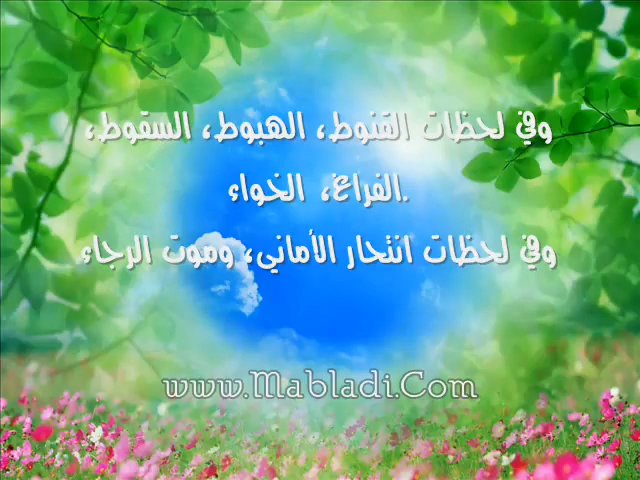 وفي لحظات القنوط، الهبوط، السقوط،
الفراغ، الخواء.
وفي لحظات انتحار الأماني، وموت الرجاء
www.Mabladi.Com